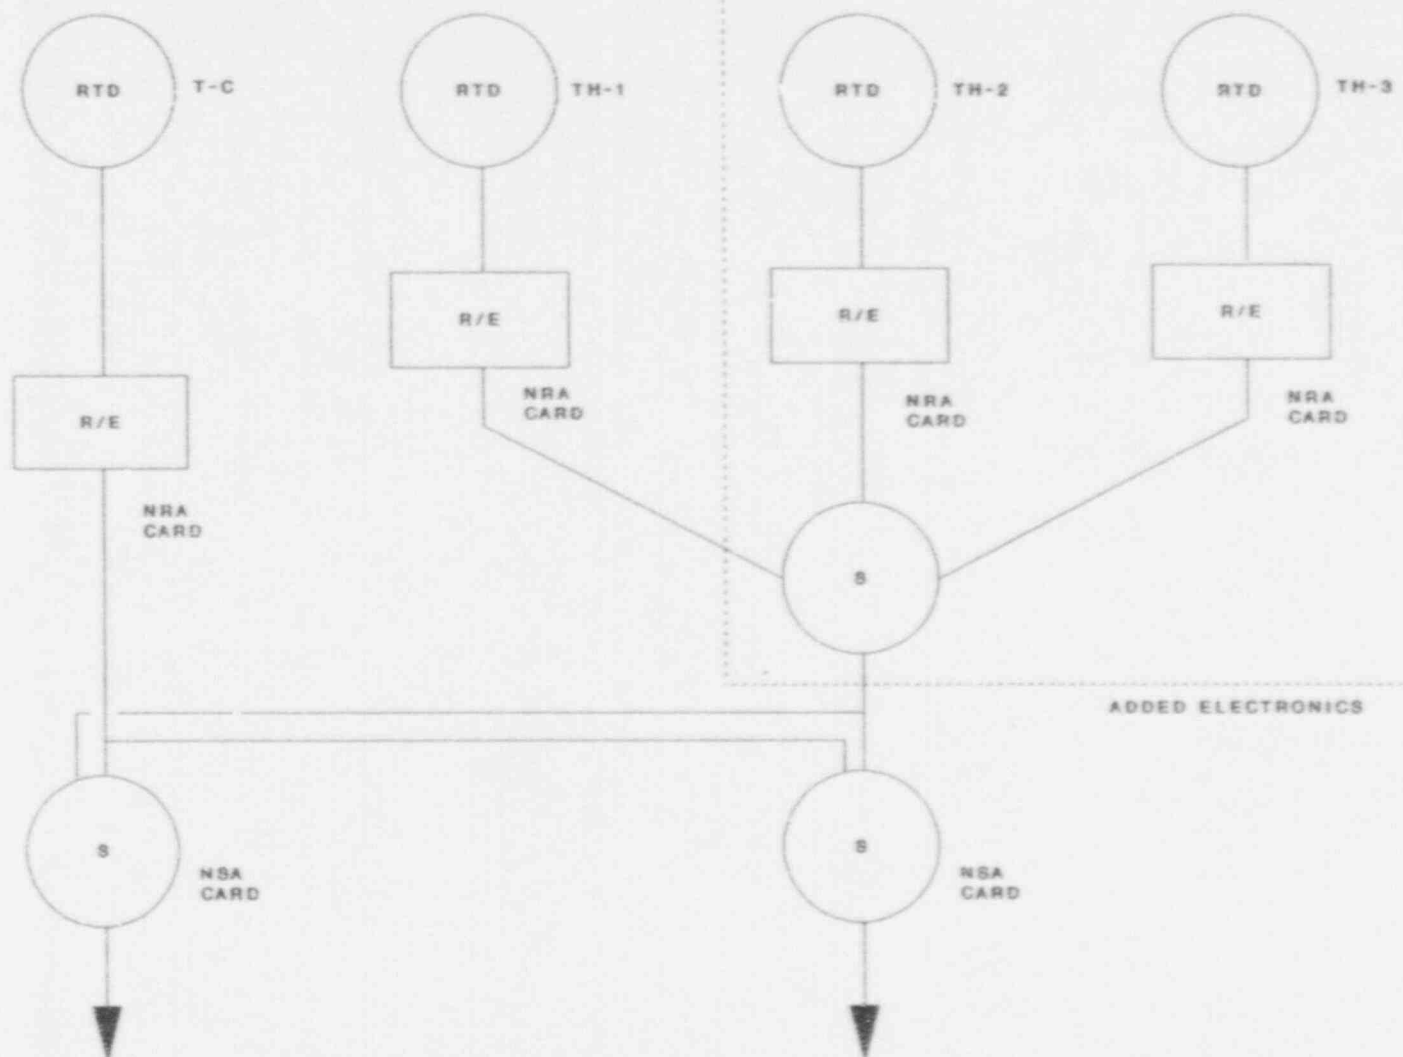 RTD
T-C
RTD
TH-1
RTD
TH-2
RTD
TH-3
R/E
NRA
CARD
R/E
NRA
CARD
R/E
NRA
CARD
R/E
NRA
CARD
S
ADDED ELECTRONICS
S
NSA
CARD
S
NSA
CARD